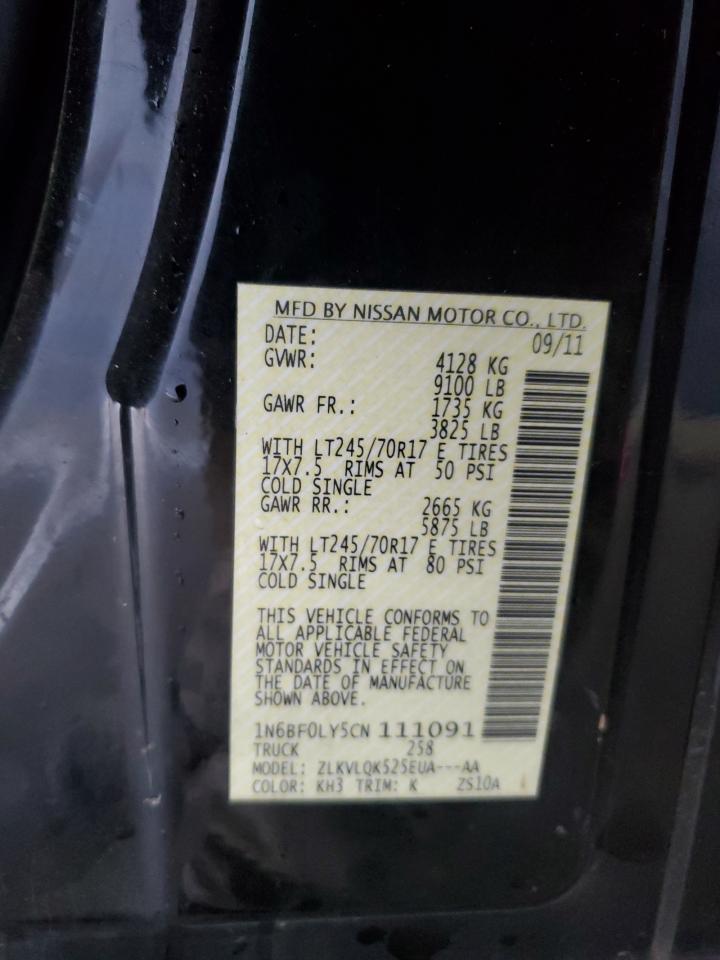 MFD BY NISSAN MOTOR CO., LTD.
DATE: 09/11
GVWR: 4128 KG
9100 LB
GAWR FR.: 1735 KG
3825 LB
WITH LT245/70R17 E TIRES
17X7.5 RIMS AT 50 PSI
COLD SINGLE
GAWR RR.: 2665 KG
5875 LB
WITH LT245/70R17 E TIRES
17X7.5 RIMS AT 80 PSI
COLD SINGLE
THIS VEHICLE CONFORMS TO
ALL APPLICABLE FEDERAL
MOTOR VEHICLE SAFETY
STANDARDS IN EFFECT ON
THE DATE OF MANUFACTURE
SHOWN ABOVE.
1N6BF0LY5CN 111091
TRUCK 258
MODEL: ZLKVLQK525EUA---AA
COLOR: KH3 TRIM: K ZS10A